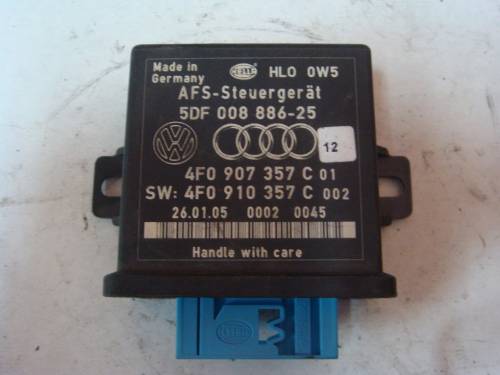 Made in
Germany
HELLA
HLO 0W5
AFS-Steuergerät
5DF 008 886-25
12
4F0 907 357 C 01
SW: 4F0 910 357 C 002
26.01.05 0002 0045
Handle with care